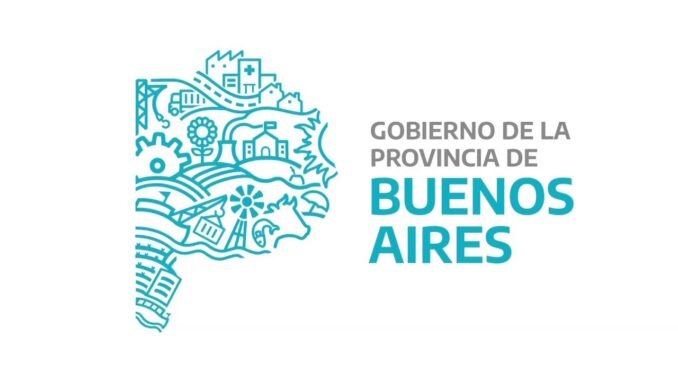 GOBIERNO DE LA
PROVINCIA DE
BUENOS
AIRES